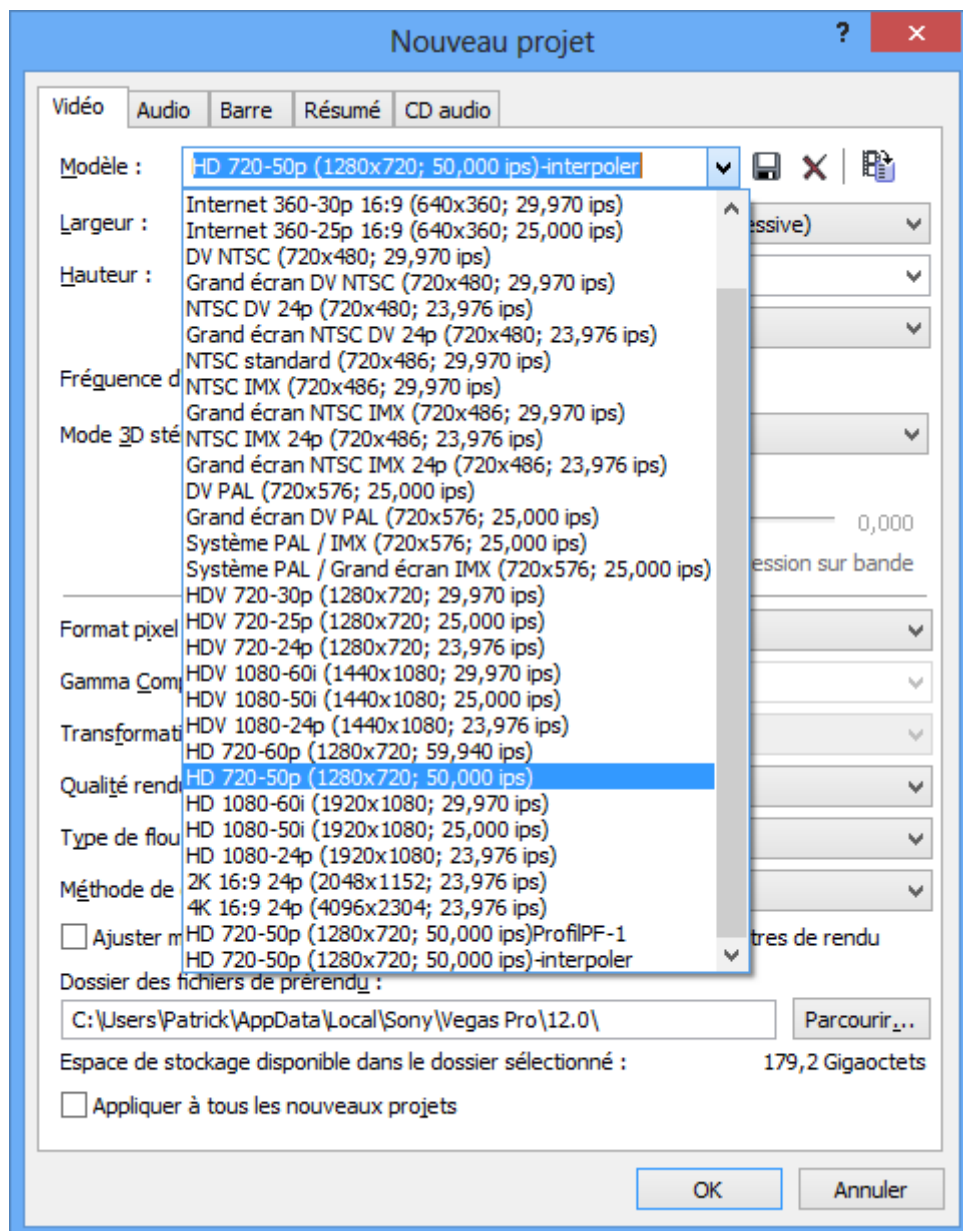 Nouveau projet
?
Vidéo Audio Barre Résumé CD audio
Modèle : HD 720-50p (1280x720; 50,000 ips)-interpoler
Internet 360-30p 16:9 (640x360; 29,970 ips)
Largeur : Internet 360-25p 16:9 (640x360; 25,000 ips) essive)
DV NTSC (720x480; 29,970 ips)
Hauteur : Grand écran DV NTSC (720x480; 29,970 ips)
NTSC DV 24p (720x480; 23,976 ips)
Grand écran NTSC DV 24p (720x480; 23,976 ips)
NTSC standard (720x486; 29,970 ips)
Fréquence d NTSC IMX (720x486; 29,970 ips)
Grand écran NTSC IMX (720x486; 29,970 ips)
Mode 3D sté NTSC IMX 24p (720x486; 23,976 ips)
Grand écran NTSC IMX 24p (720x486; 23,976 ips)
DV PAL (720x576; 25,000 ips)
Grand écran DV PAL (720x576; 25,000 ips) 0,000
Système PAL / IMX (720x576; 25,000 ips)
Système PAL / Grand écran IMX (720x576; 25,000 ips) ession sur bande
HDV 720-30p (1280x720; 29,970 ips)
Format pixel HDV 720-25p (1280x720; 25,000 ips)
HDV 720-24p (1280x720; 23,976 ips)
Gamma Comp HDV 1080-60i (1440x1080; 29,970 ips)
HDV 1080-50i (1440x1080; 25,000 ips)
Transformati HDV 1080-24p (1440x1080; 23,976 ips)
HD 720-60p (1280x720; 59,940 ips)
Qualité rend HD 720-50p (1280x720; 50,000 ips)
HD 1080-60i (1920x1080; 29,970 ips)
Type de flou HD 1080-50i (1920x1080; 25,000 ips)
HD 1080-24p (1920x1080; 23,976 ips)
Méthode de 2K 16:9 24p (2048x1152; 23,976 ips)
4K 16:9 24p (4096x2304; 23,976 ips)
Ajuster m HD 720-50p (1280x720; 50,000 ips)ProfilPF-1 tres de rendu
HD 720-50p (1280x720; 50,000 ips)-interpoler
Dossier des fichiers de prérendu :
C:\Users\Patrick\AppData\Local\Sony\Vegas Pro\12.0\ Parcourir...
Espace de stockage disponible dans le dossier sélectionné : 179,2 Gigaoctets
Appliquer à tous les nouveaux projets
OK Annuler